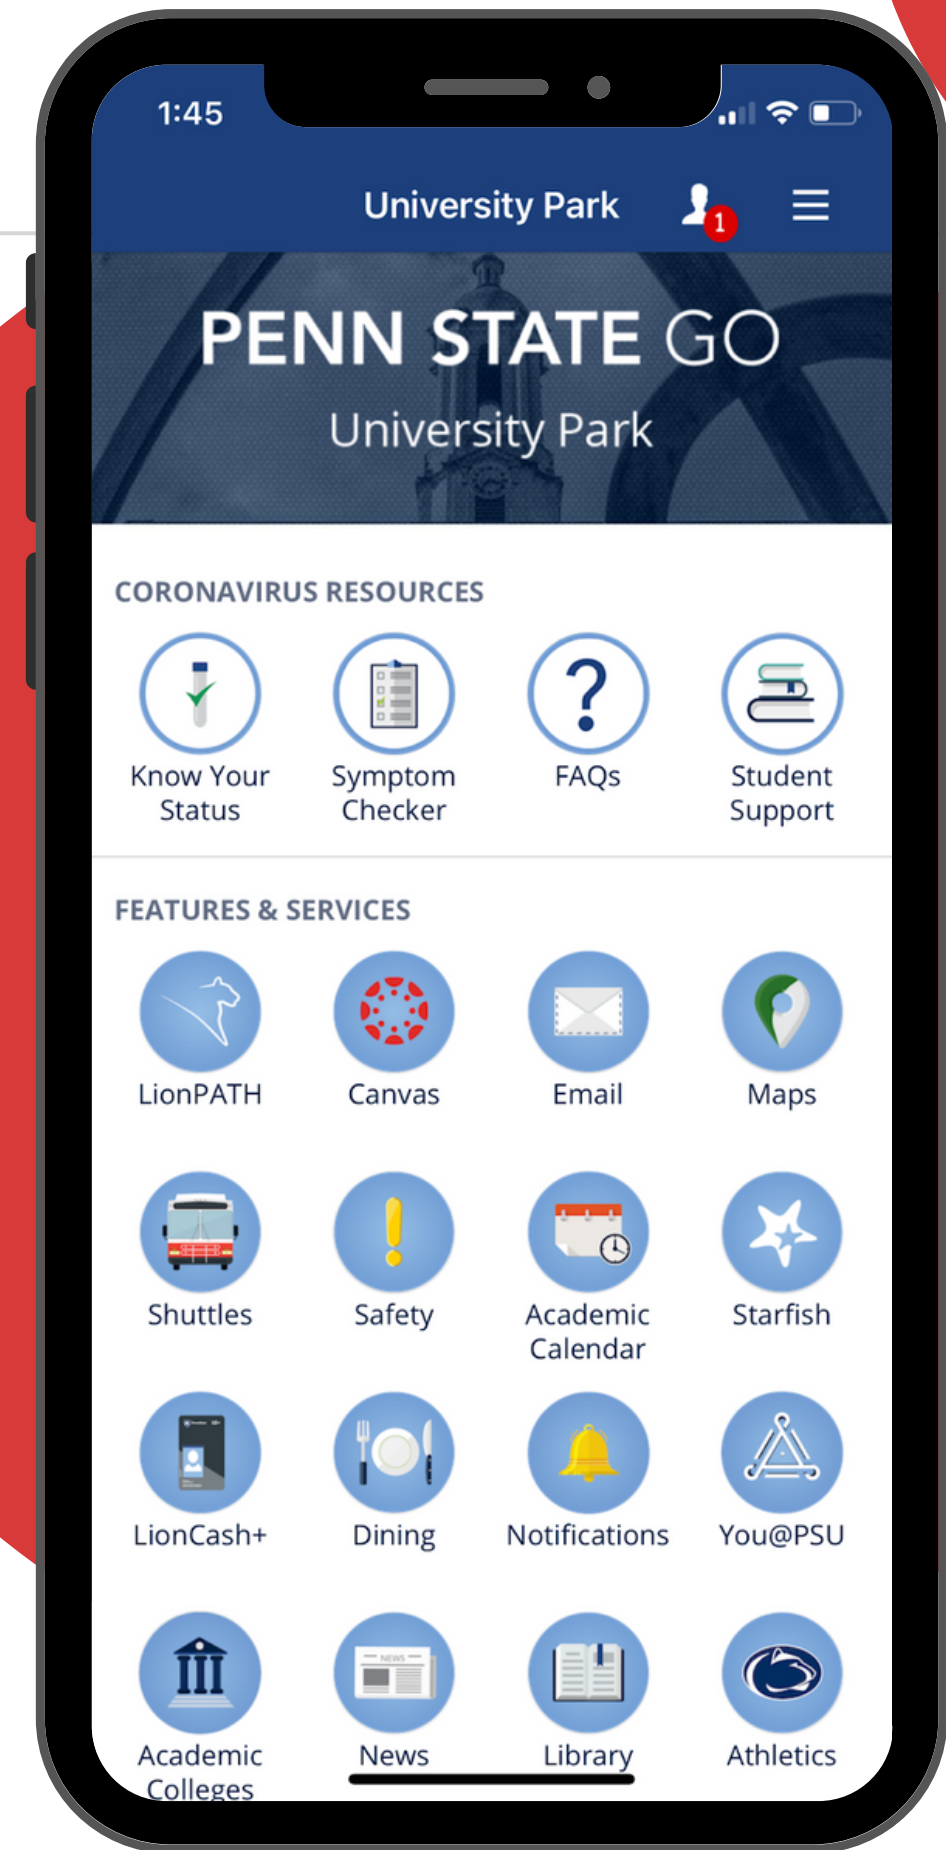 1:45
University Park
1
PENN STATE GO
University Park
CORONAVIRUS RESOURCES
Know Your Status
Symptom Checker
FAQs
Student Support
FEATURES & SERVICES
LionPATH
Canvas
Email
Maps
Shuttles
Safety
Academic Calendar
Starfish
LionCash+
Dining
Notifications
You@PSU
NEWS
Academic Colleges
News
Library
Athletics